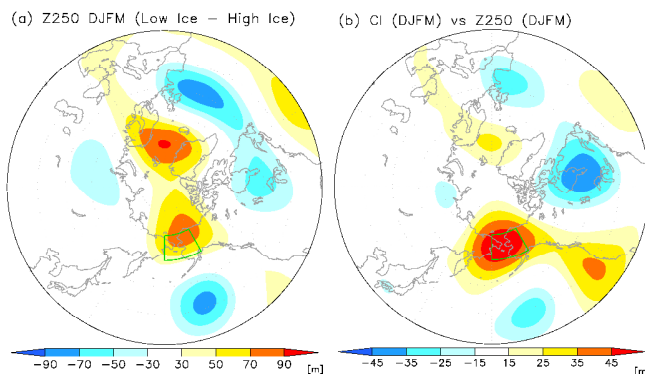 (a) Z250 DJFM (Low Ice − High Ice)
(b) CI (DJFM) vs Z250 (DJFM)
−90 −70 −50 −30 30 50 70 90
[m]
−45 −35 −25 −15 15 25 35 45
[m]